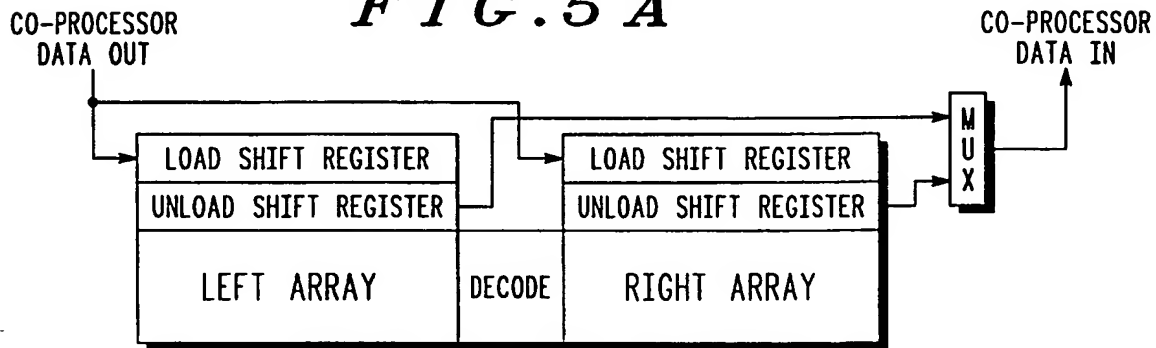 FIG.5A
CO-PROCESSOR
DATA OUT
CO-PROCESSOR
DATA IN
MUX
LOAD SHIFT REGISTER
LOAD SHIFT REGISTER
UNLOAD SHIFT REGISTER
UNLOAD SHIFT REGISTER
LEFT ARRAY
DECODE
RIGHT ARRAY